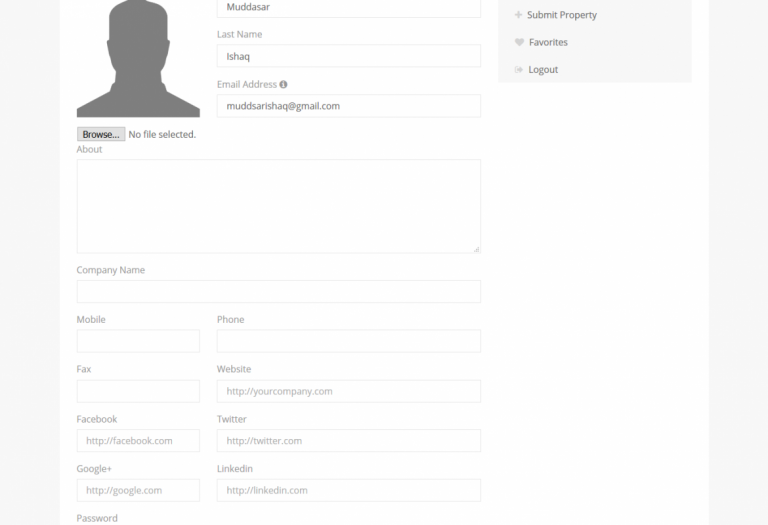 Muddasar
Last Name
Ishaq
Email Address
muddsarishaq@gmail.com
Browse... No file selected.
About
Company Name
Mobile Phone
Fax Website
http://yourcompany.com
Facebook Twitter
http://facebook.com http://twitter.com
Google+ Linkedin
http://google.com http://linkedin.com
Password
Submit Property
Favorites
Logout